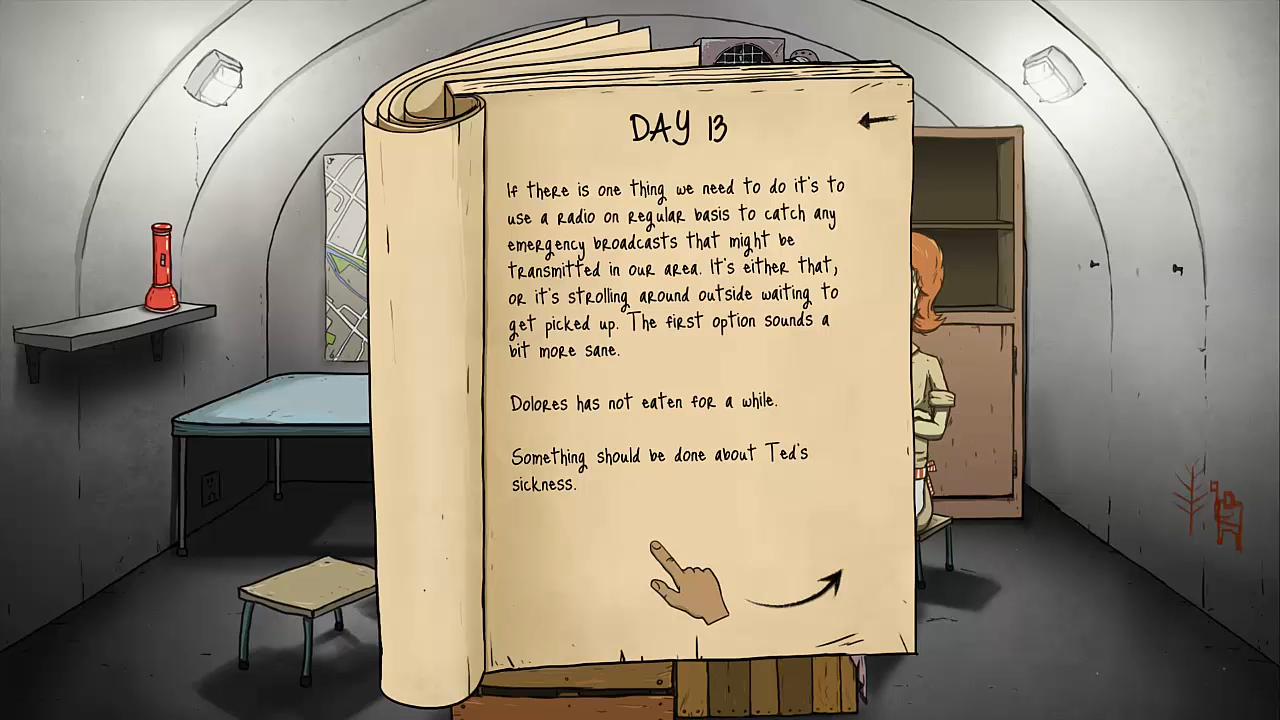 DAY 13
If there is one thing we need to do it's to
use a radio on regular basis to catch any
emergency broadcasts that might be
transmitted in our area. It's either that,
or it's strolling around outside waiting to
get picked up. The first option sounds a
bit more sane.
Dolores has not eaten for a while.
Something should be done about Ted's
sickness.